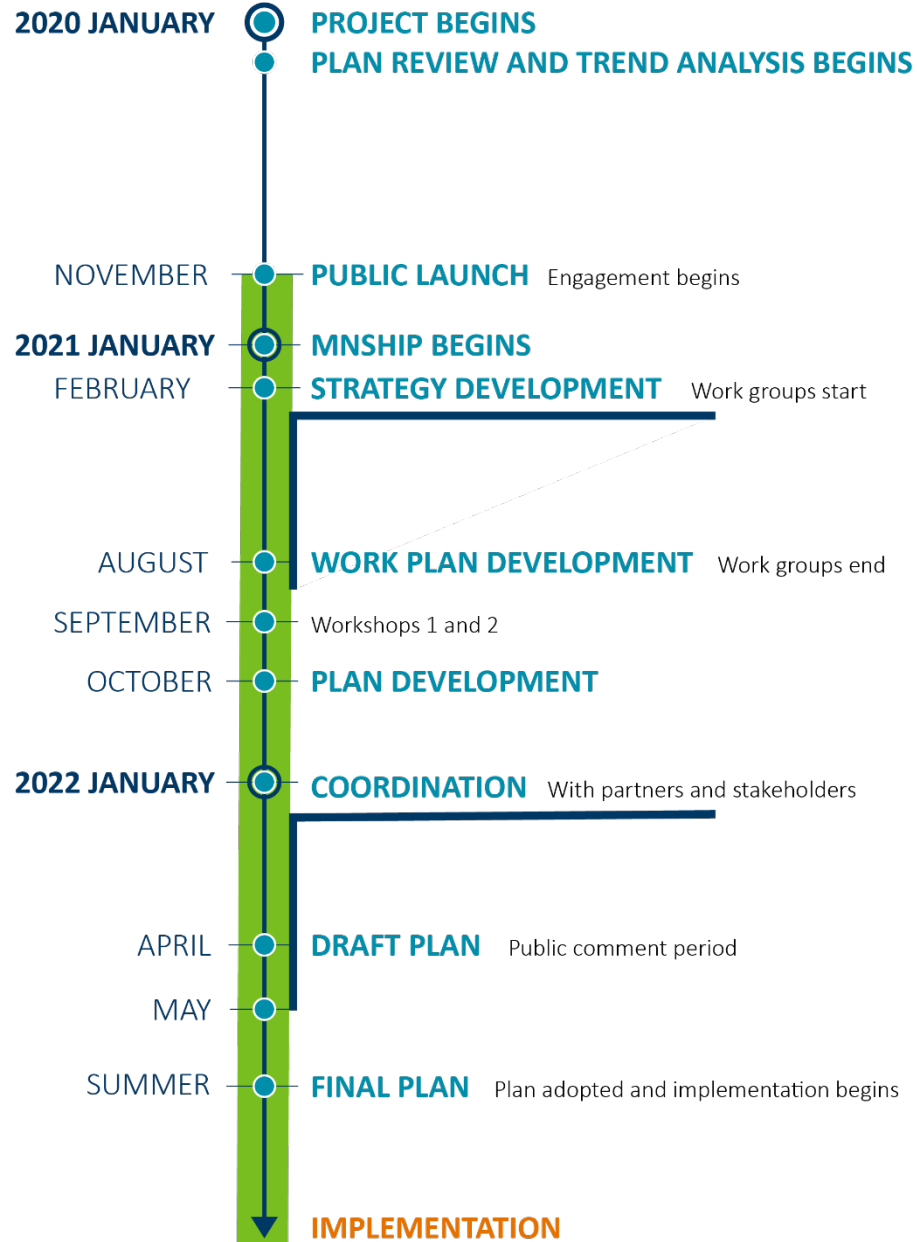 2020 JANUARY PROJECT BEGINS
PLAN REVIEW AND TREND ANALYSIS BEGINS
NOVEMBER PUBLIC LAUNCH Engagement begins
2021 JANUARY MNSHIP BEGINS
FEBRUARY STRATEGY DEVELOPMENT Work groups start
AUGUST WORK PLAN DEVELOPMENT Work groups end
SEPTEMBER Workshops 1 and 2
OCTOBER PLAN DEVELOPMENT
2022 JANUARY COORDINATION With partners and stakeholders
APRIL DRAFT PLAN Public comment period
MAY
SUMMER FINAL PLAN Plan adopted and implementation begins
IMPLEMENTATION